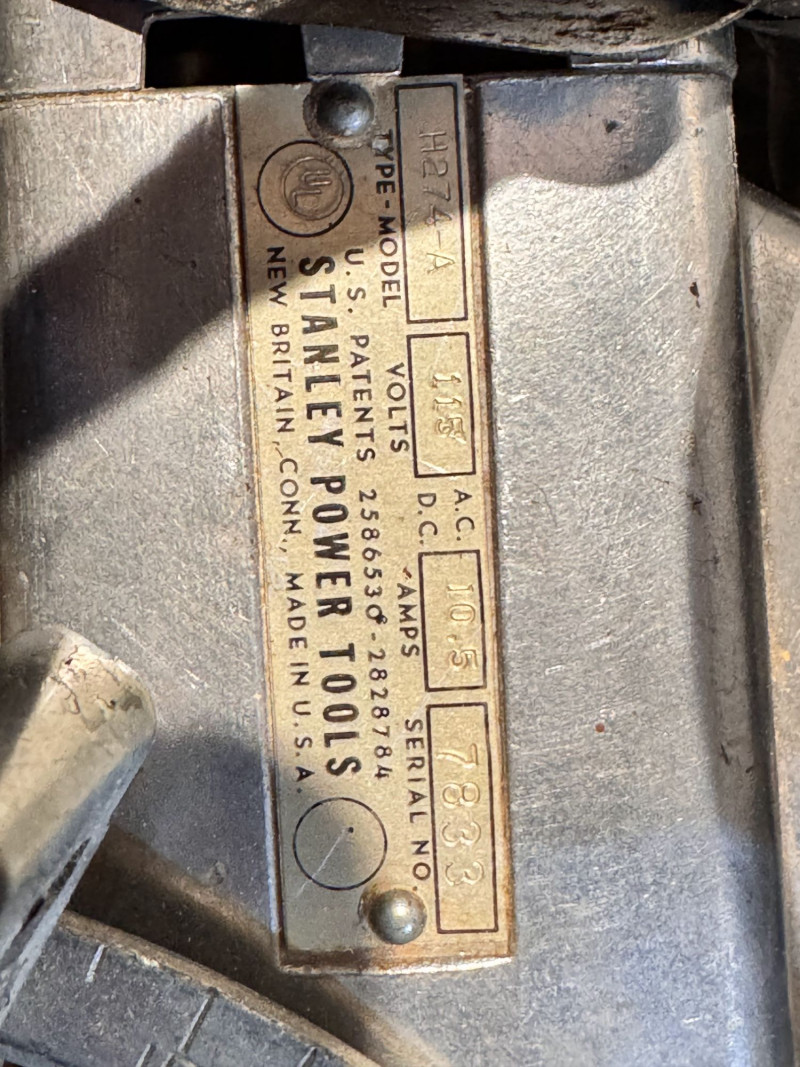 H274-A 115 A.C. D.C. 10.5 7833
TYPE-MODEL VOLTS AMPS SERIAL NO.
U.S. PATENTS 2586530-2828784
UL STANLEY POWER TOOLS
NEW BRITAIN, CONN., MADE IN U.S.A.